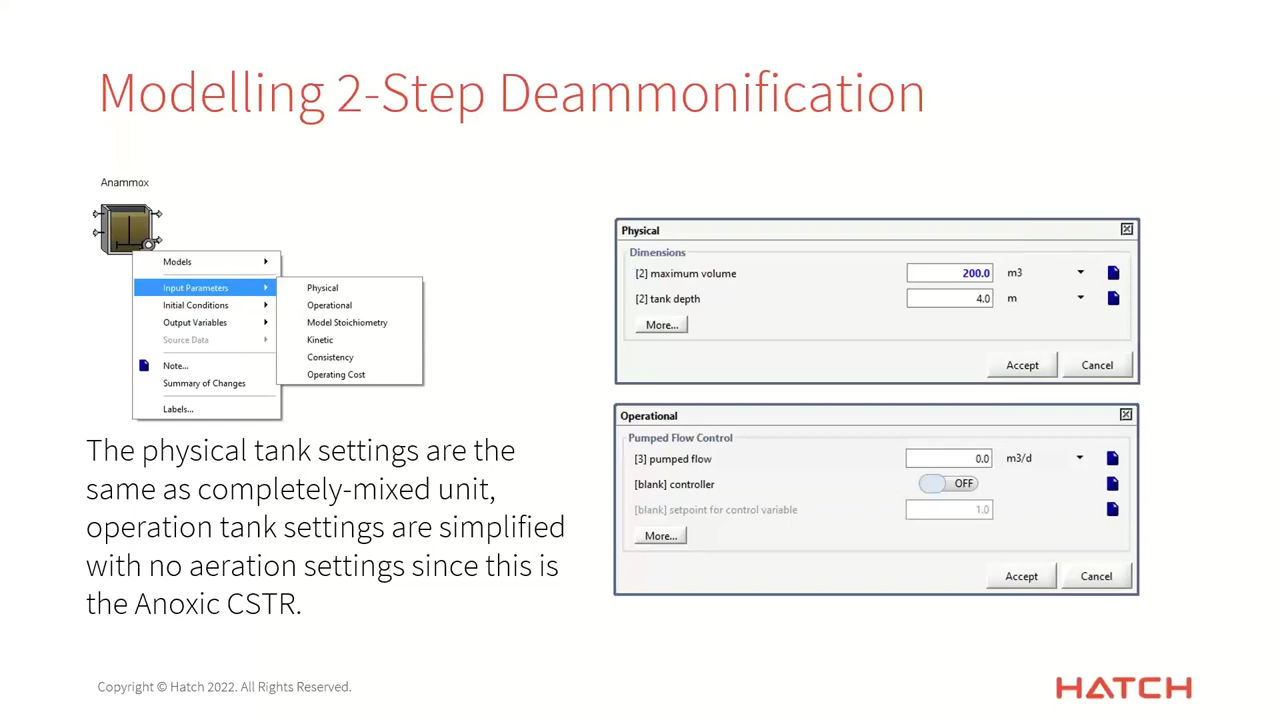 Modelling 2-Step Deammonification
Anammox
Models
Input Parameters
Initial Conditions
Output Variables
Source Data
Note...
Summary of Changes
Labels...
Physical
Operational
Model Stoichiometry
Kinetic
Consistency
Operating Cost
The physical tank settings are the
same as completely-mixed unit,
operation tank settings are simplified
with no aeration settings since this is
the Anoxic CSTR.
Physical
Dimensions
[2] maximum volume 200.0 m3
[2] tank depth 4.0 m
More...
Accept Cancel
Operational
Pumped Flow Control
[3] pumped flow 0.0 m3/d
[blank] controller OFF
[blank] setpoint for control variable 1.0
More...
Accept Cancel
Copyright © Hatch 2022. All Rights Reserved.
HATCH